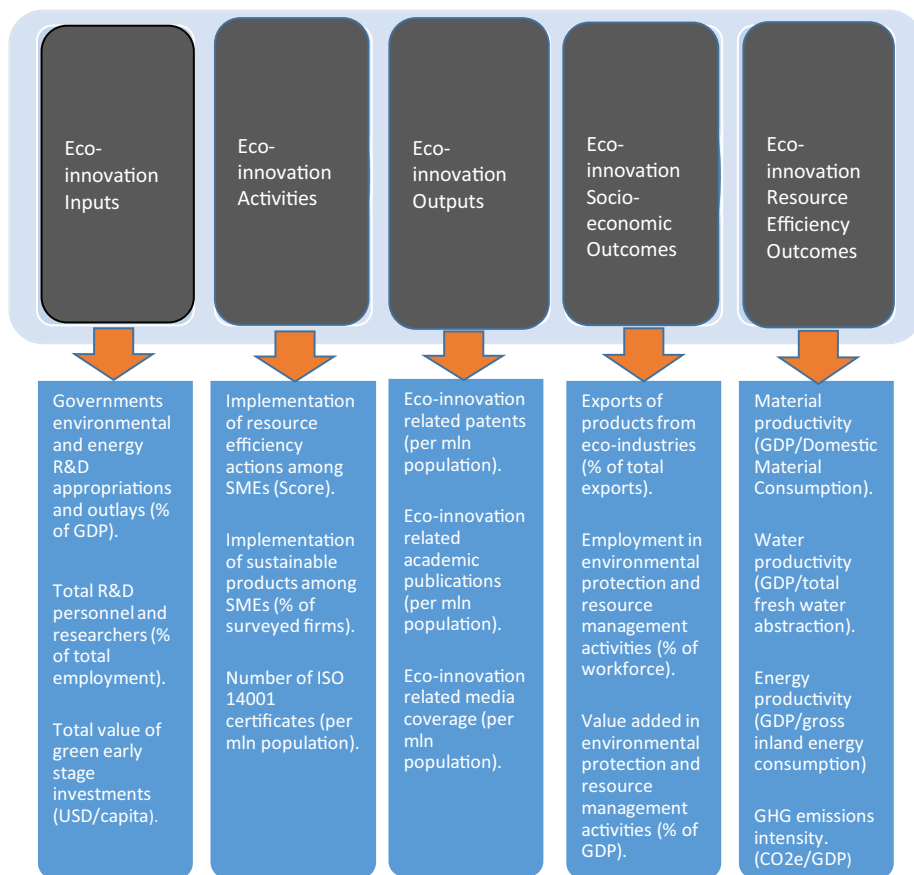 Eco-
innovation
Inputs
Eco-
innovation
Activities
Eco-
innovation
Outputs
Eco-
innovation
Socio-
economic
Outcomes
Eco-
innovation
Resource
Efficiency
Outcomes
Governments
environmental
and energy
R&D
appropriations
and outlays (%
of GDP).
Total R&D
personnel and
researchers (%
of total
employment).
Total value of
green early
stage
investments
(USD/capita).
Implementation
of resource
efficiency
actions among
SMEs (Score).
Implementation
of sustainable
products among
SMEs (% of
surveyed firms).
Number of ISO
14001
certificates (per
mln population).
Eco-innovation
related patents
(per mln
population).
Eco-innovation
related
academic
publications
(per mln
population).
Eco-innovation
related media
coverage (per
mln
population).
Exports of
products from
eco-industries
(% of total
exports).
Employment in
environmental
protection and
resource
management
activities (% of
workforce).
Value added in
environmental
protection and
resource
management
activities (% of
GDP).
Material
productivity
(GDP/Domestic
Material
Consumption).
Water
productivity
(GDP/total
fresh water
abstraction).
Energy
productivity
(GDP/gross
inland energy
consumption)
GHG emissions
intensity.
(CO2e/GDP)